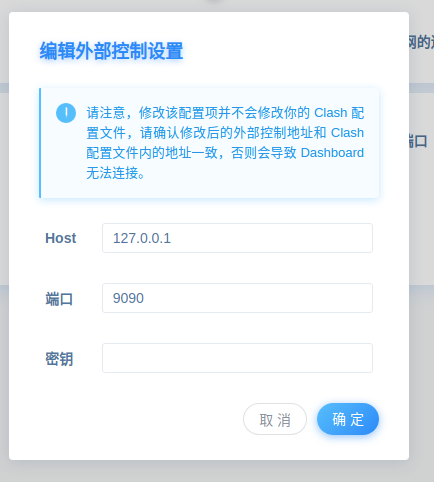 编辑外部控制设置
请注意，修改该配置项并不会修改你的 Clash 配
置文件，请确认修改后的外部控制地址和 Clash
配置文件内的地址一致，否则会导致 Dashboard
无法连接。
Host
127.0.0.1
端口
9090
密钥
取 消
确 定
网的
端口